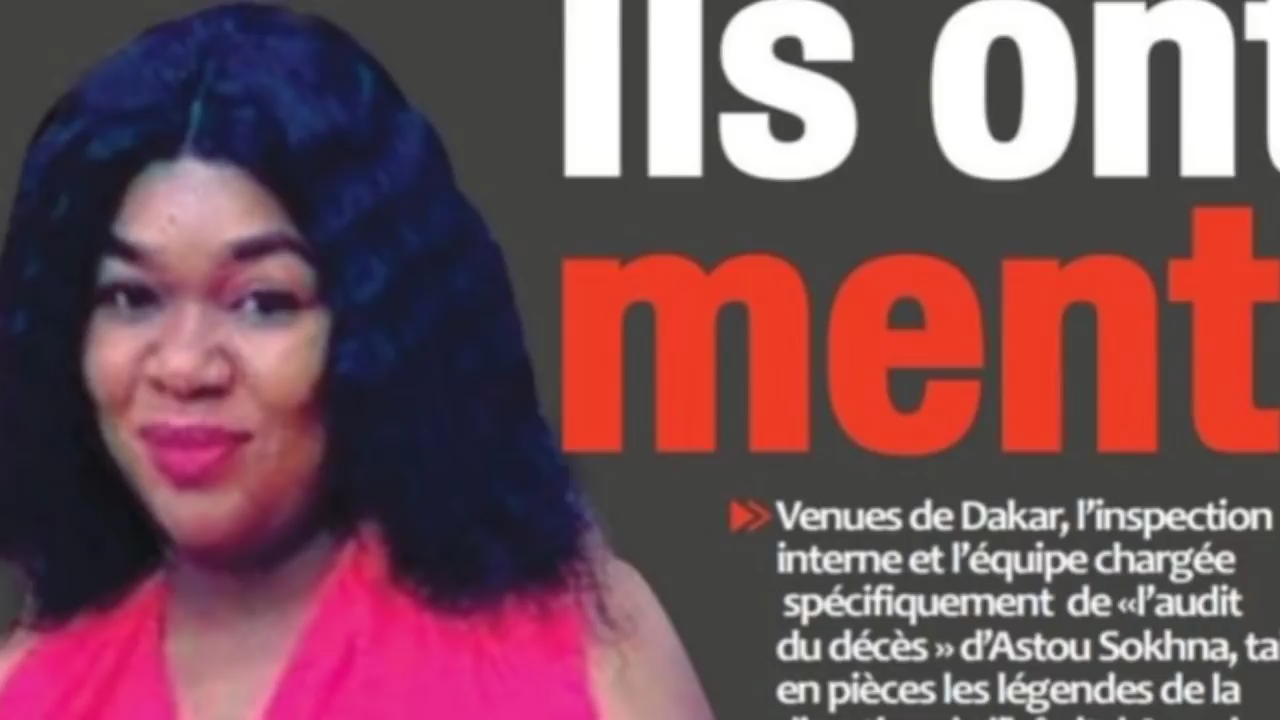 Ils ont
ment
Venues de Dakar, l'inspection
interne et l'équipe chargée
spécifiquement de «l'audit
du décès » d'Astou Sokhna, ta
en pièces les légendes de la